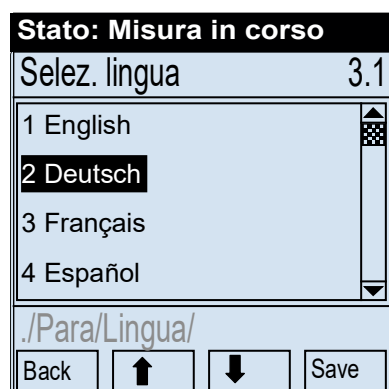 Stato: Misura in corso
Selez. lingua 3.1
1 English
2 Deutsch
3 Français
4 Español
./Para/Lingua/
Back Save